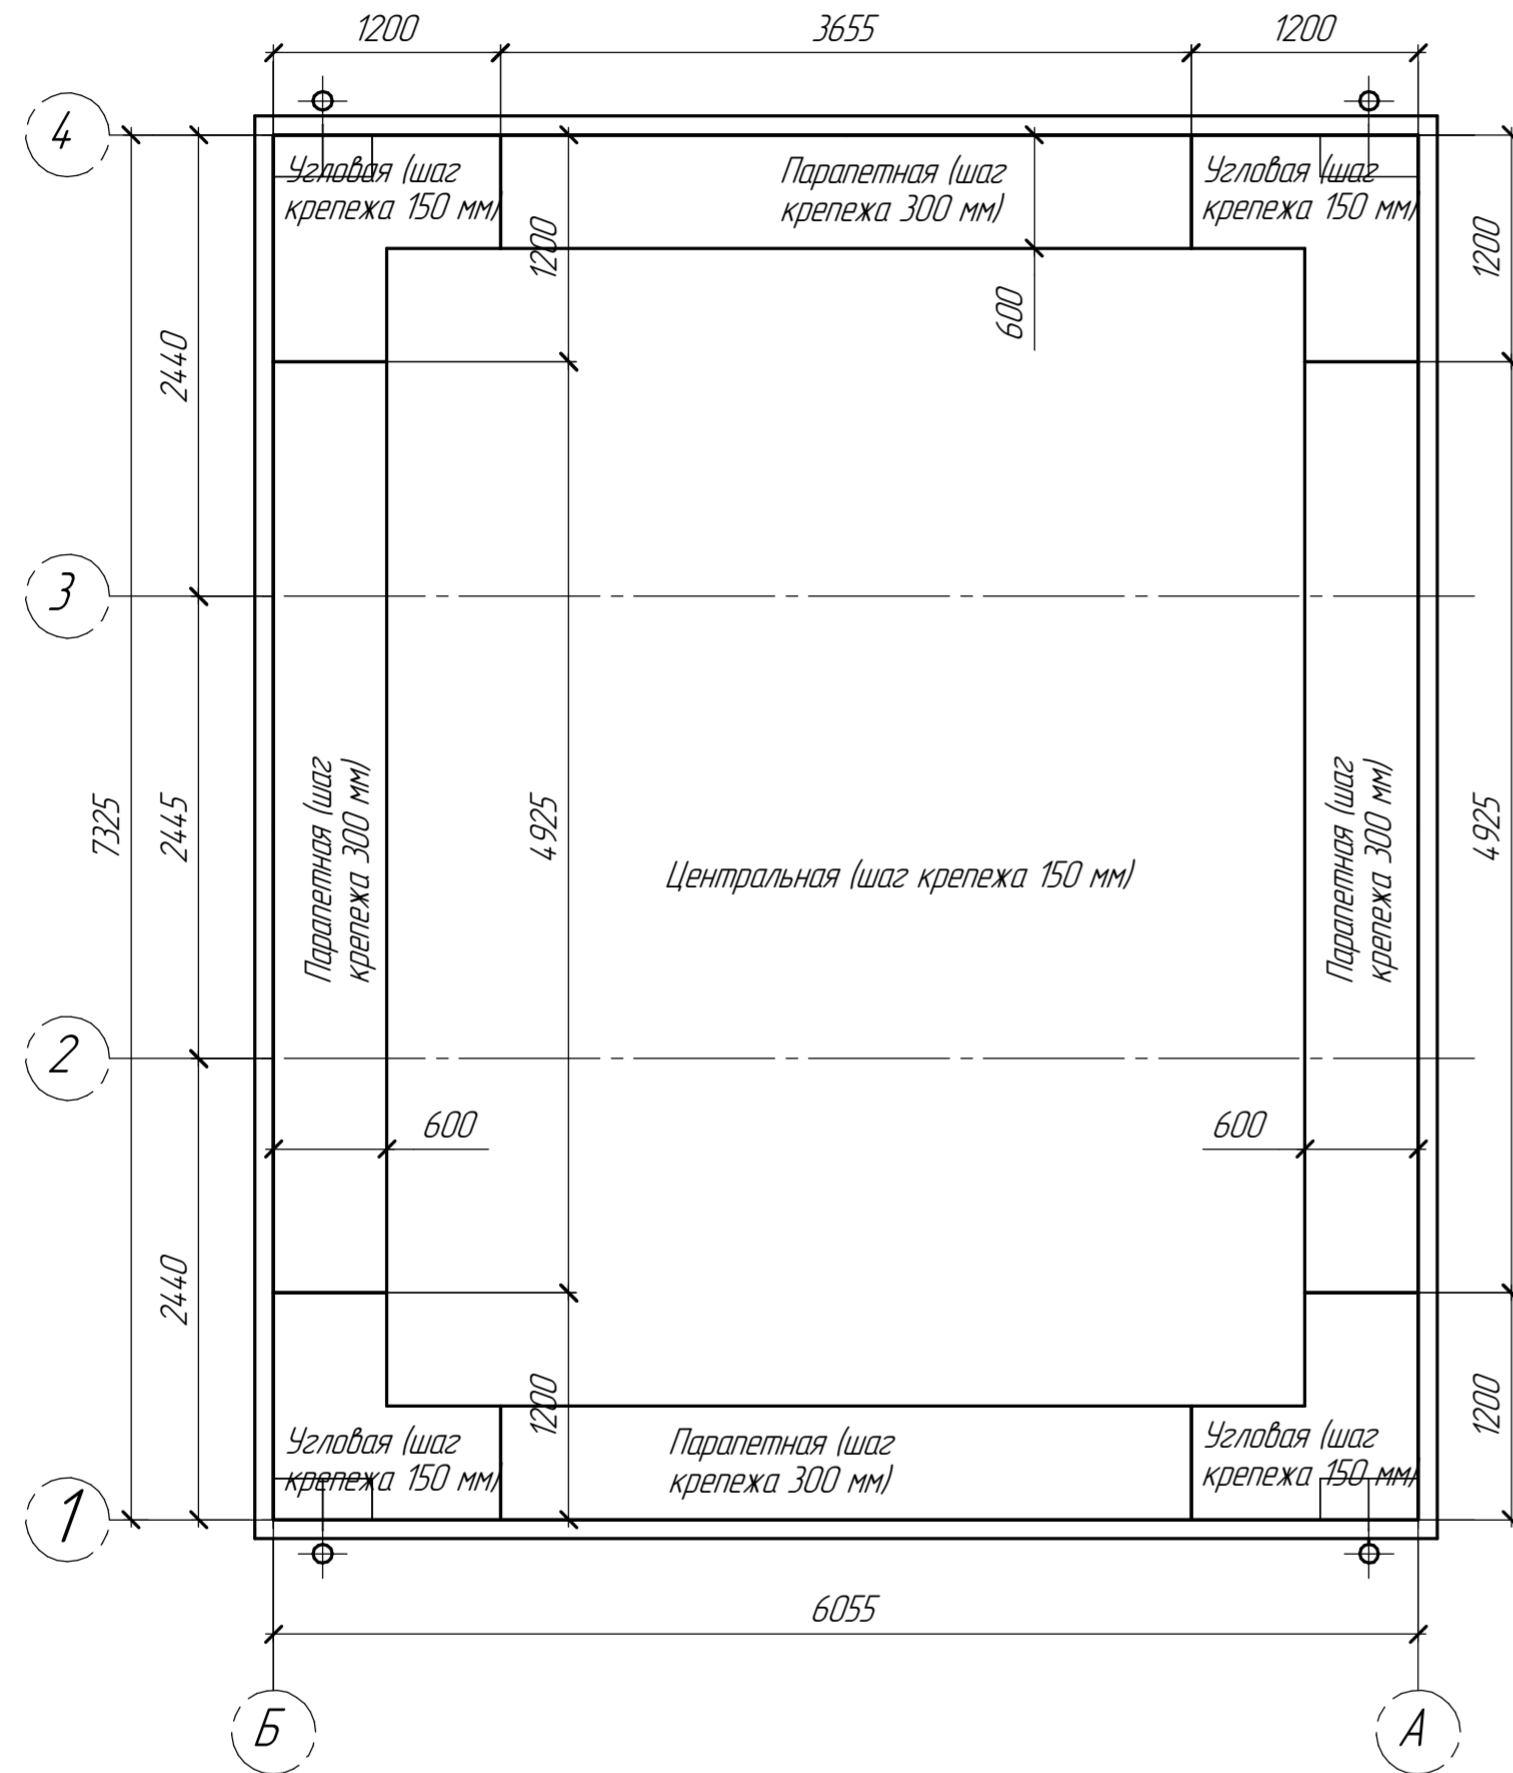 1200
3655
1200
4
Угловая (шаг
крепежа 150 мм)
Парапетная (шаг
крепежа 300 мм)
Угловая (шаг
крепежа 150 мм)
1200
1200
600
2440
3
7325
2445
Парапетная (шаг
крепежа 300 мм)
4925
Центральная (шаг крепежа 150 мм)
Парапетная (шаг
крепежа 300 мм)
4925
2
600
600
2440
1200
1200
Угловая (шаг
крепежа 150 мм)
Парапетная (шаг
крепежа 300 мм)
Угловая (шаг
крепежа 150 мм)
1
6055
Б
А